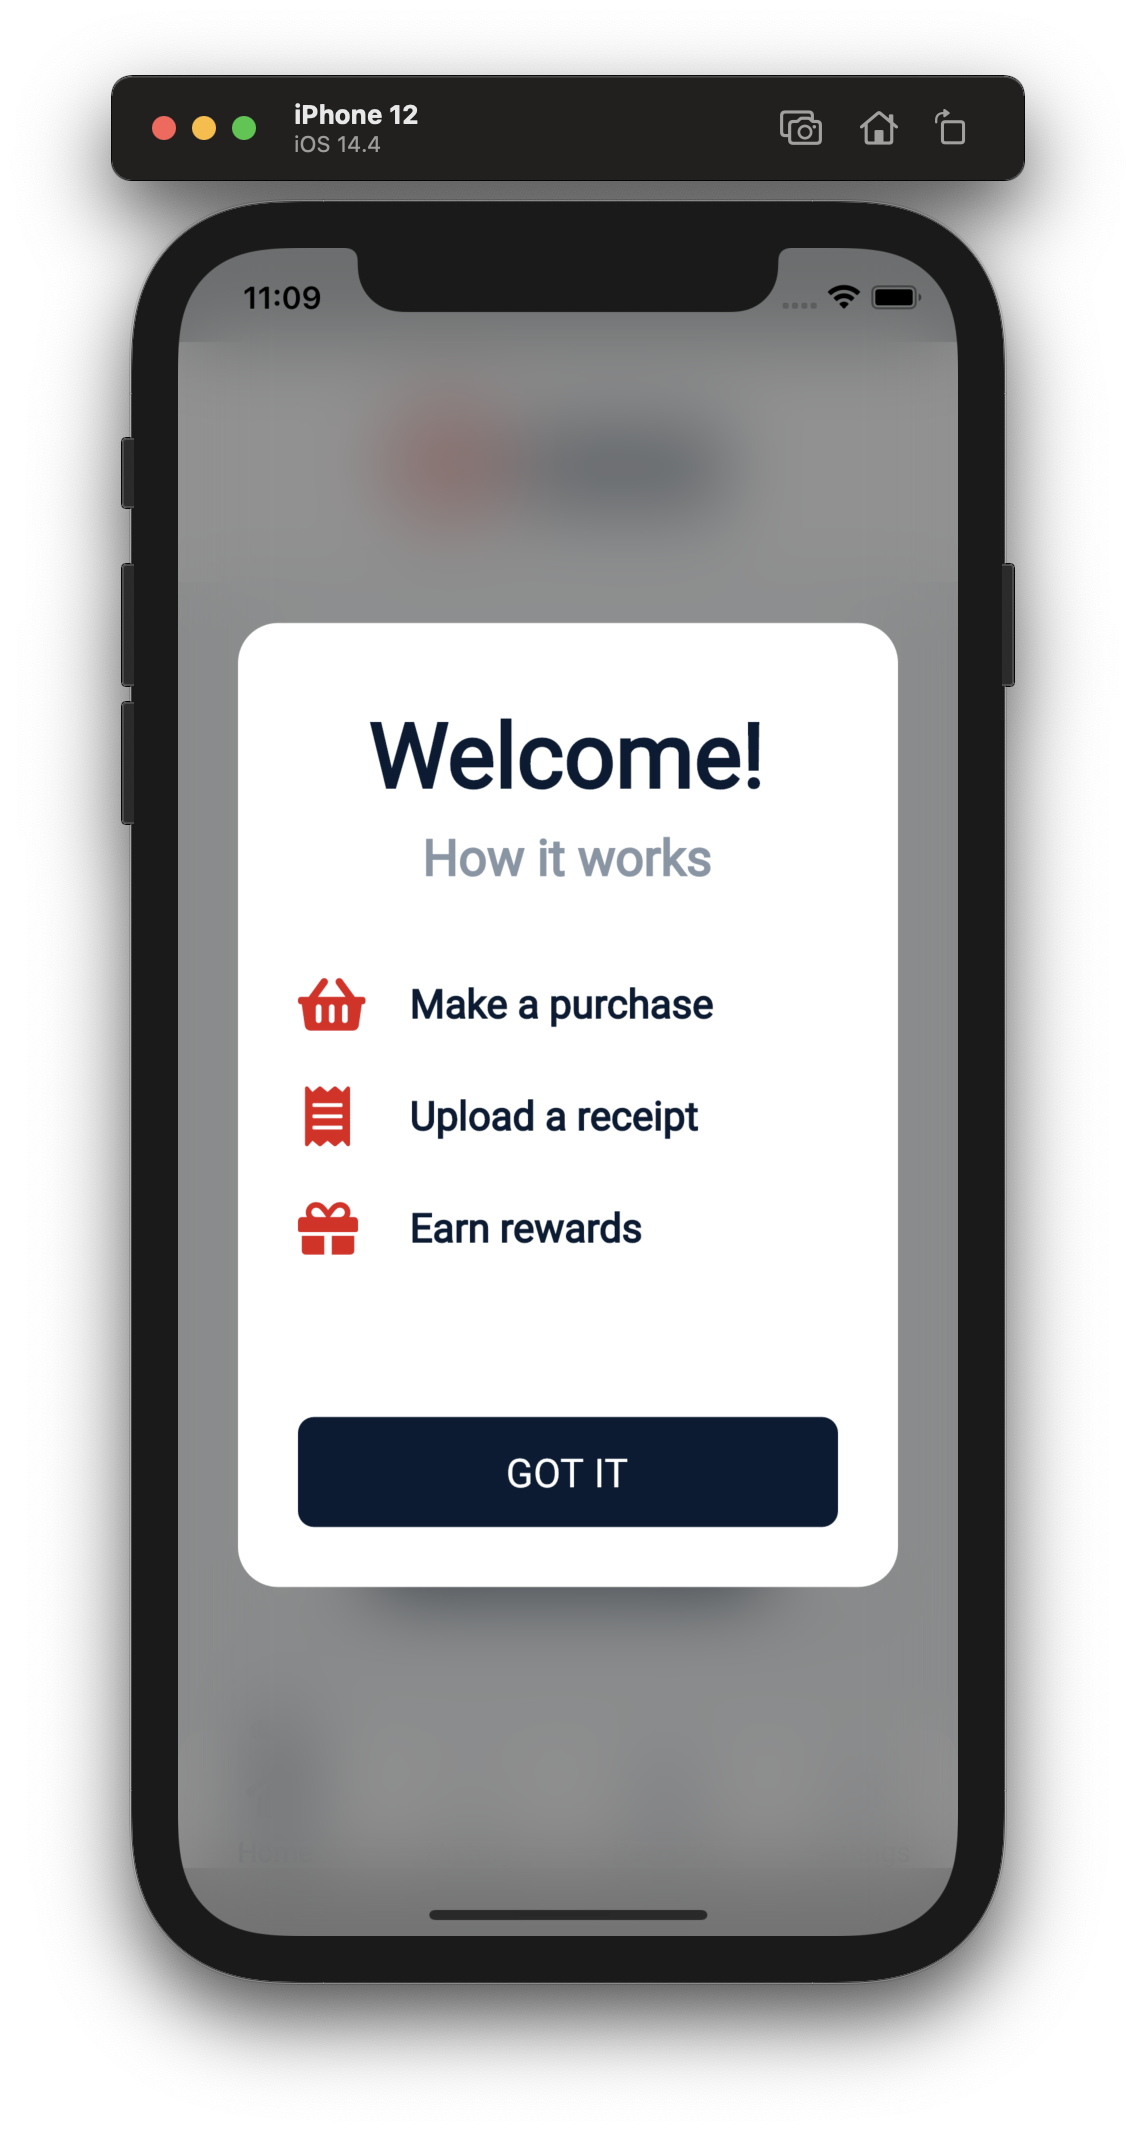 iPhone 12
iOS 14.4
11:09
Welcome!
How it works
Make a purchase
Upload a receipt
Earn rewards
GOT IT